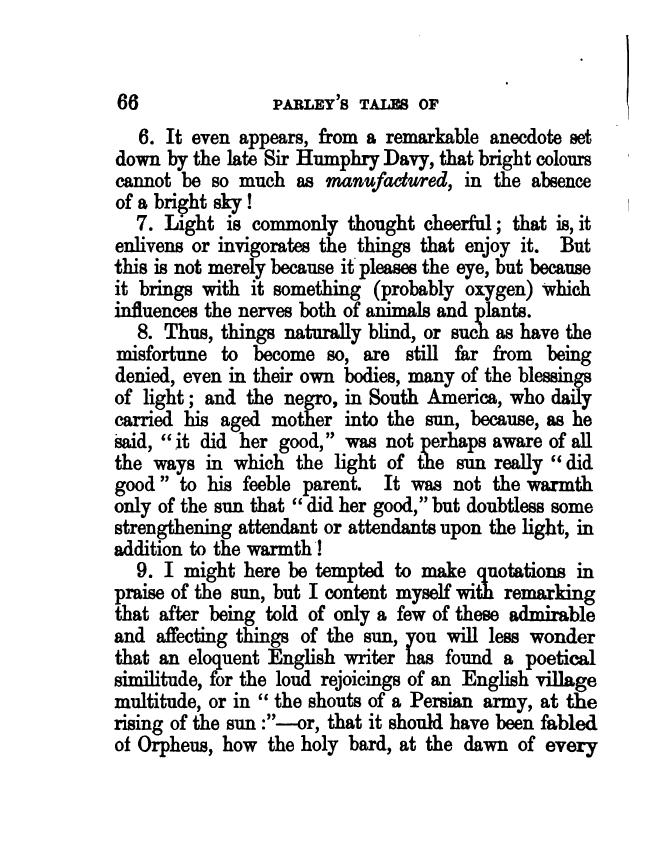 66 PARLEY'S TALES OF
6. It even appears, from a remarkable anecdote set
down by the late Sir Humphry Davy, that bright colours
cannot be so much as manufactured, in the absence
of a bright sky !
7. Light is commonly thought cheerful ; that is, it
enlivens or invigorates the things that enjoy it. But
this is not merely because it pleases the eye, but because
it brings with it something (probably oxygen) which
influences the nerves both of animals and plants.
8. Thus, things naturally blind, or such as have the
misfortune to become so, are still far from being
denied, even in their own bodies, many of the blessings
of light ; and the negro, in South America, who daily
carried his aged mother into the sun, because, as he
said, “ it did her good,” was not perhaps aware of all
the ways in which the light of the sun really “ did
good ” to his feeble parent. It was not the warmth
only of the sun that “ did her good,” but doubtless some
strengthening attendant or attendants upon the light, in
addition to the warmth !
9. I might here be tempted to make quotations in
praise of the sun, but I content myself with remarking
that after being told of only a few of these admirable
and affecting things of the sun, you will less wonder
that an eloquent English writer has found a poetical
similitude, for the loud rejoicings of an English village
multitude, or in “ the shouts of a Persian army, at the
rising of the sun :”—or, that it should have been fabled
of Orpheus, how the holy bard, at the dawn of every